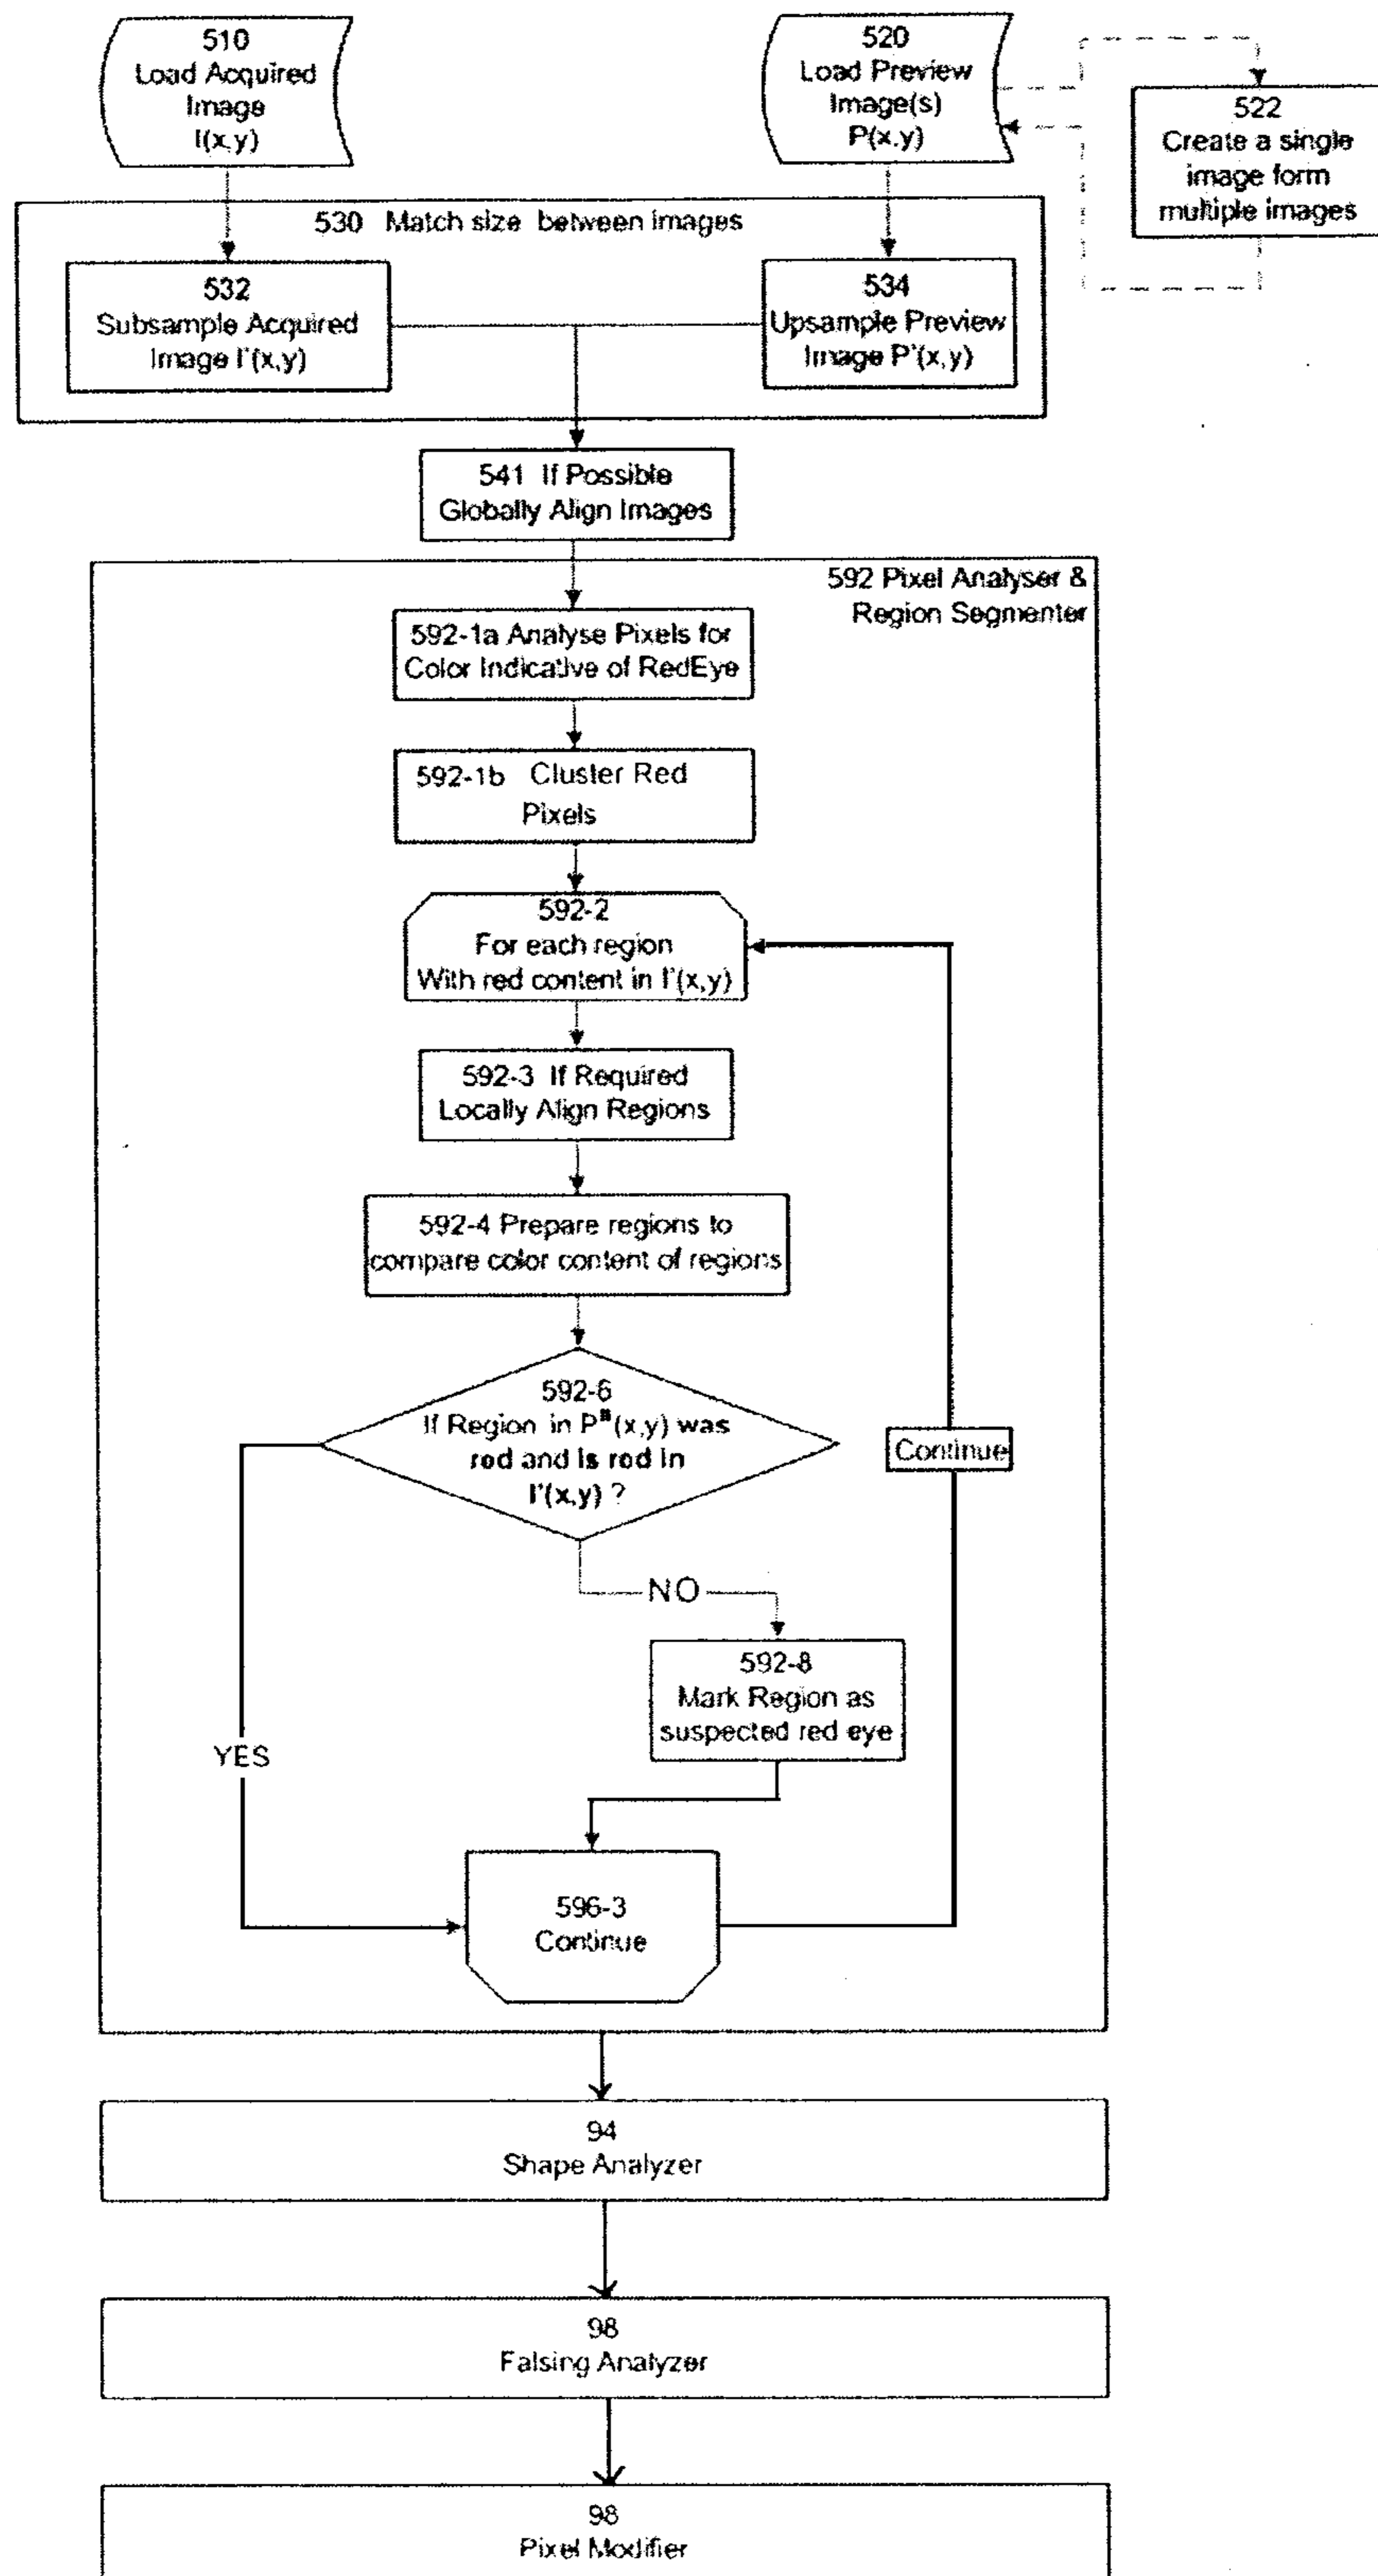 510
Load Acquired
Image
I(x,y)
520
Load Preview
Image(s)
P(x.y)
522
Create a single
image form
multiple images
530 Match size between images
532
Subsample Acquired
Image I'(x,y)
534
Upsample Preview
Image P'(x,y)
541 If Possible
Globally Align Images
592 Pixel Analyser &
Region Segmenter
592-1a Analyse Pixels for
Color Indicative of RedEye
592-1b Cluster Red
Pixels
592-2
For each region
With red content in I'(x,y)
592-3 If Required
Locally Align Regions
592-4 Prepare regions to
compare color content of regions
592-6
If Region in P"(x,y) was
red and is red in
I'(x,y) ?
Continue
NO
592-8
Mark Region as
suspected red eye
YES
596-3
Continue
94
Shape Analyzer
98
Falsing Analyzer
98
Pixel Modifier